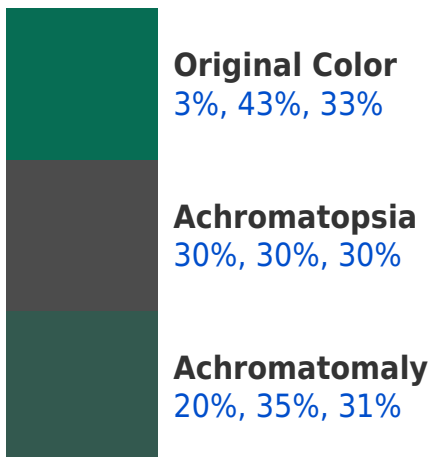 Original Color
3%, 43%, 33%
Achromatopsia
30%, 30%, 30%
Achromatomaly
20%, 35%, 31%